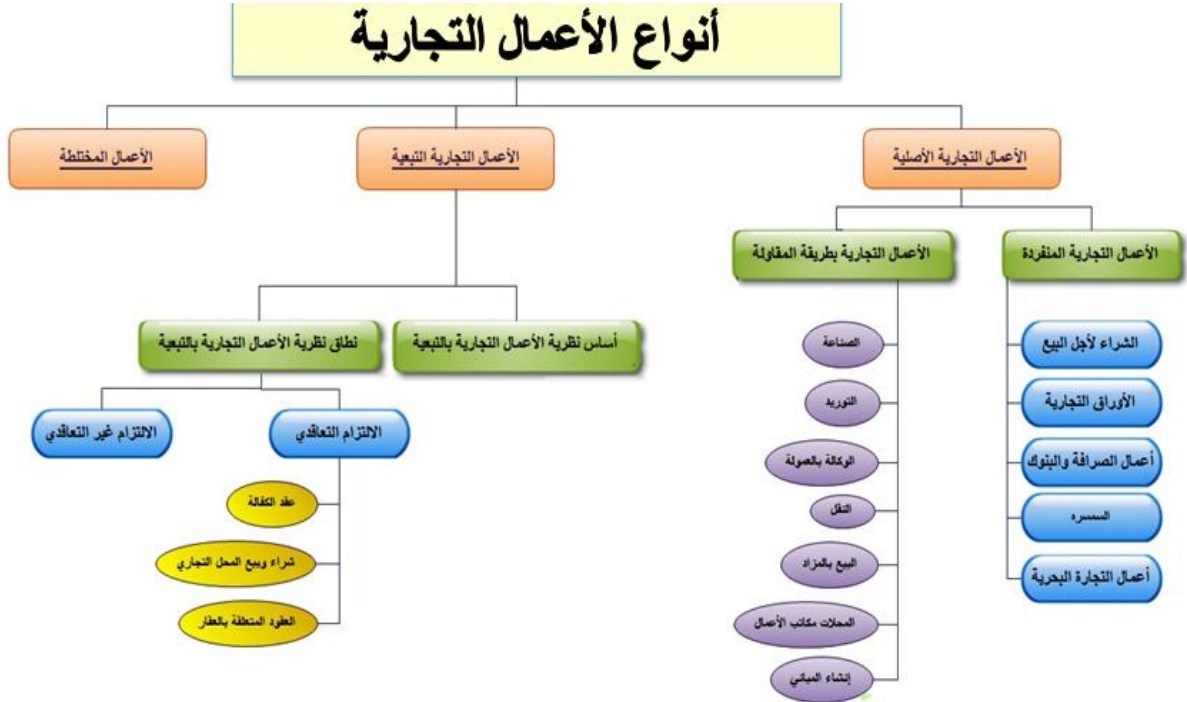 أنواع الأعمال التجارية
الأعمال التجارية الأصلية
الأعمال التجارية التبعية
الأعمال المختلطة
الأعمال التجارية المنفردة
الأعمال التجارية بطريقة المقاولة
الشراء لأجل البيع
الأوراق التجارية
أعمال الصرافة والبنوك
السمسره
أعمال التجارة البحرية
الصناعة
التوريد
الوكالة بالعمولة
النقل
البيع بالمزاد
المحلات مكاتب الأعمال
إنشاء المباني
أساس نظرية الأعمال التجارية بالتبعية
نطاق نظرية الأعمال التجارية بالتبعية
الالتزام التعاقدي
الالتزام غير التعاقدي
عقد الكفالة
شراء وبيع المحل التجاري
العقود المتعلقة بالعقار